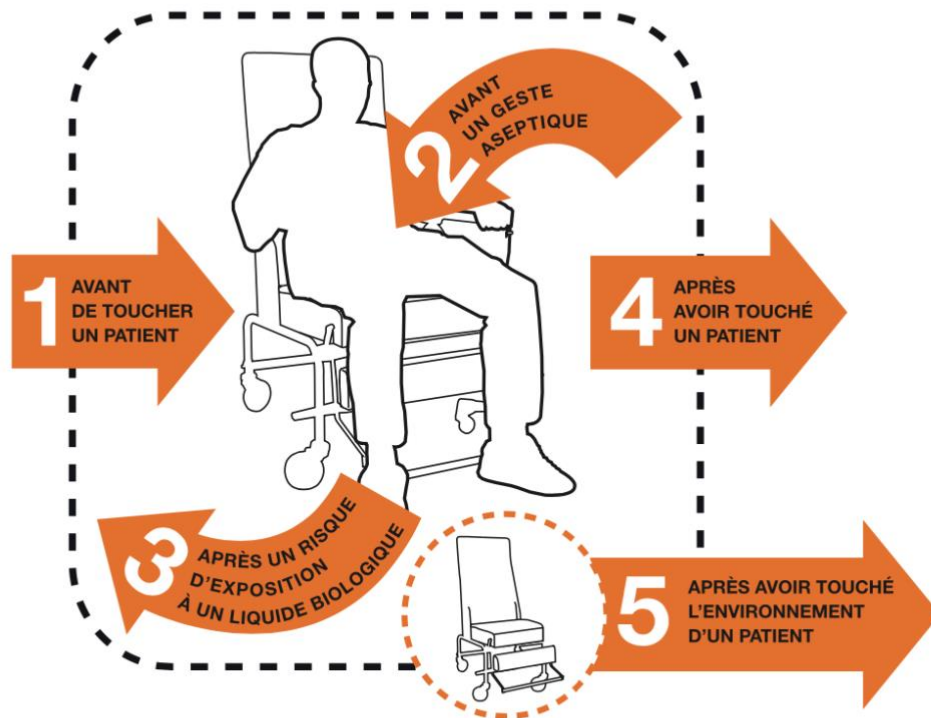 1
AVANT
DE TOUCHER
UN PATIENT
2
AVANT
UN GESTE
ASEPTIQUE
3
APRÈS UN RISQUE
D'EXPOSITION
À UN LIQUIDE BIOLOGIQUE
4
APRÈS
AVOIR TOUCHÉ
UN PATIENT
5
APRÈS AVOIR TOUCHÉ
L'ENVIRONNEMENT
D'UN PATIENT